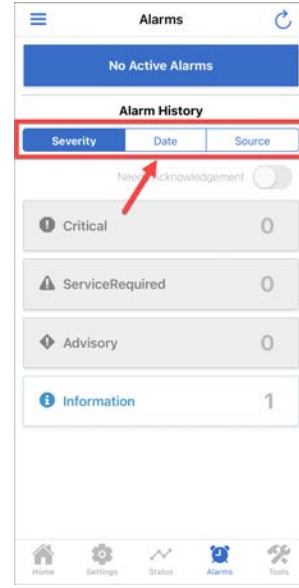 Alarms
No Active Alarms
Alarm History
Severity Date Source
Needs Acknowledgement
Critical 0
ServiceRequired 0
Advisory 0
Information 1
Home Settings Status Alarms Tools